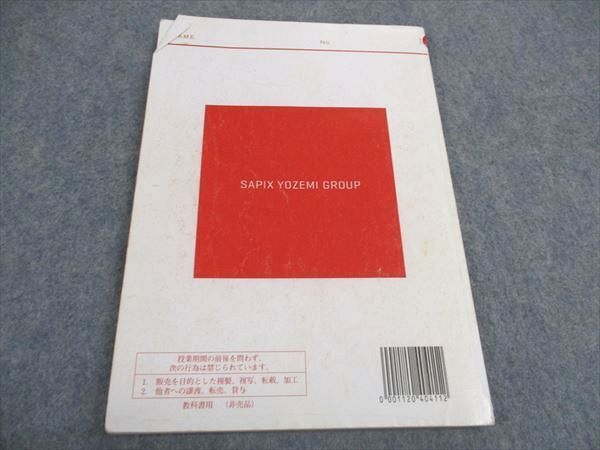 No.
SAPIX YOZEMI GROUP
授業期間の前後を問わず、
次の行為は禁じられています。
1. 販売を目的とした複製、複写、転載、加工
2. 他者への譲渡、転売、貸与
教科書用 (非売品)
0 001120 404112